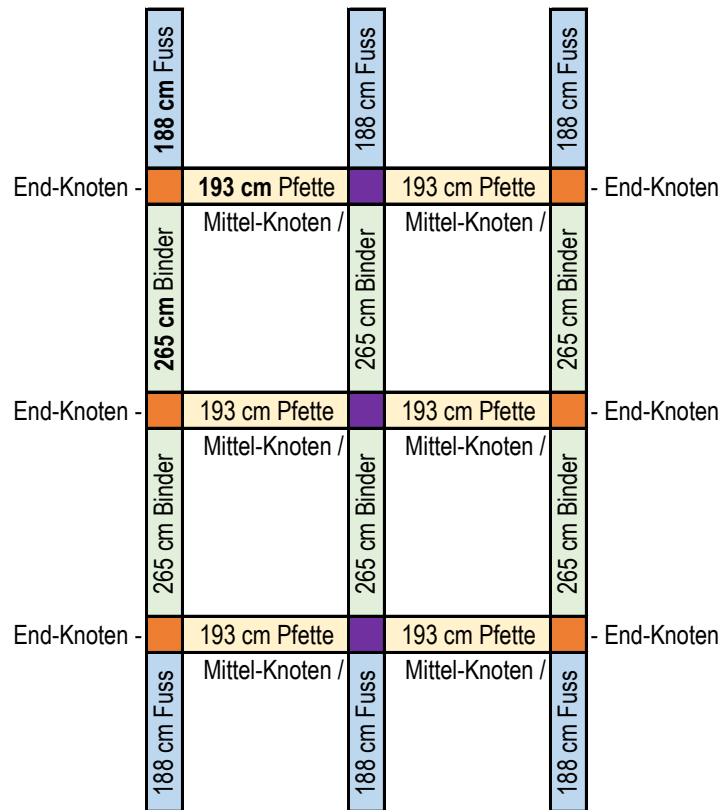 188 cm Fuss
188 cm Fuss
188 cm Fuss
End-Knoten -
193 cm Pfette
193 cm Pfette
- End-Knoten
Mittel-Knoten /
Mittel-Knoten /
265 cm Binder
265 cm Binder
265 cm Binder
End-Knoten -
193 cm Pfette
193 cm Pfette
- End-Knoten
Mittel-Knoten /
Mittel-Knoten /
265 cm Binder
265 cm Binder
265 cm Binder
End-Knoten -
193 cm Pfette
193 cm Pfette
- End-Knoten
Mittel-Knoten /
Mittel-Knoten /
188 cm Fuss
188 cm Fuss
188 cm Fuss